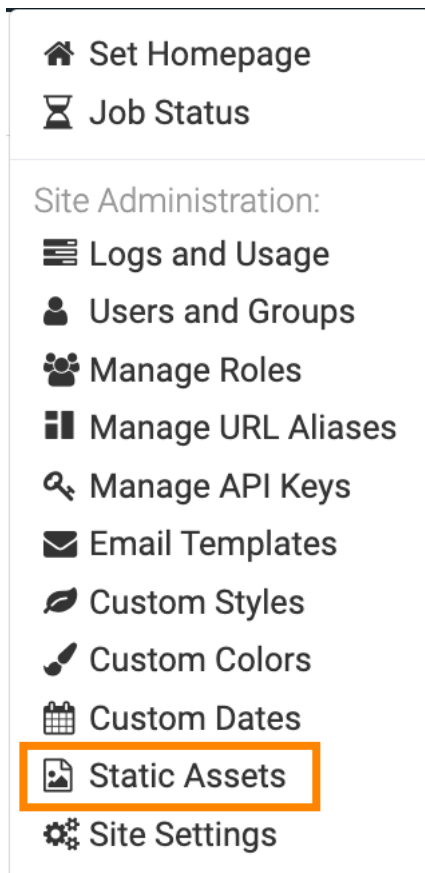 Set Homepage
Job Status
Site Administration:
Logs and Usage
Users and Groups
Manage Roles
Manage URL Aliases
Manage API Keys
Email Templates
Custom Styles
Custom Colors
Custom Dates
Static Assets
Site Settings